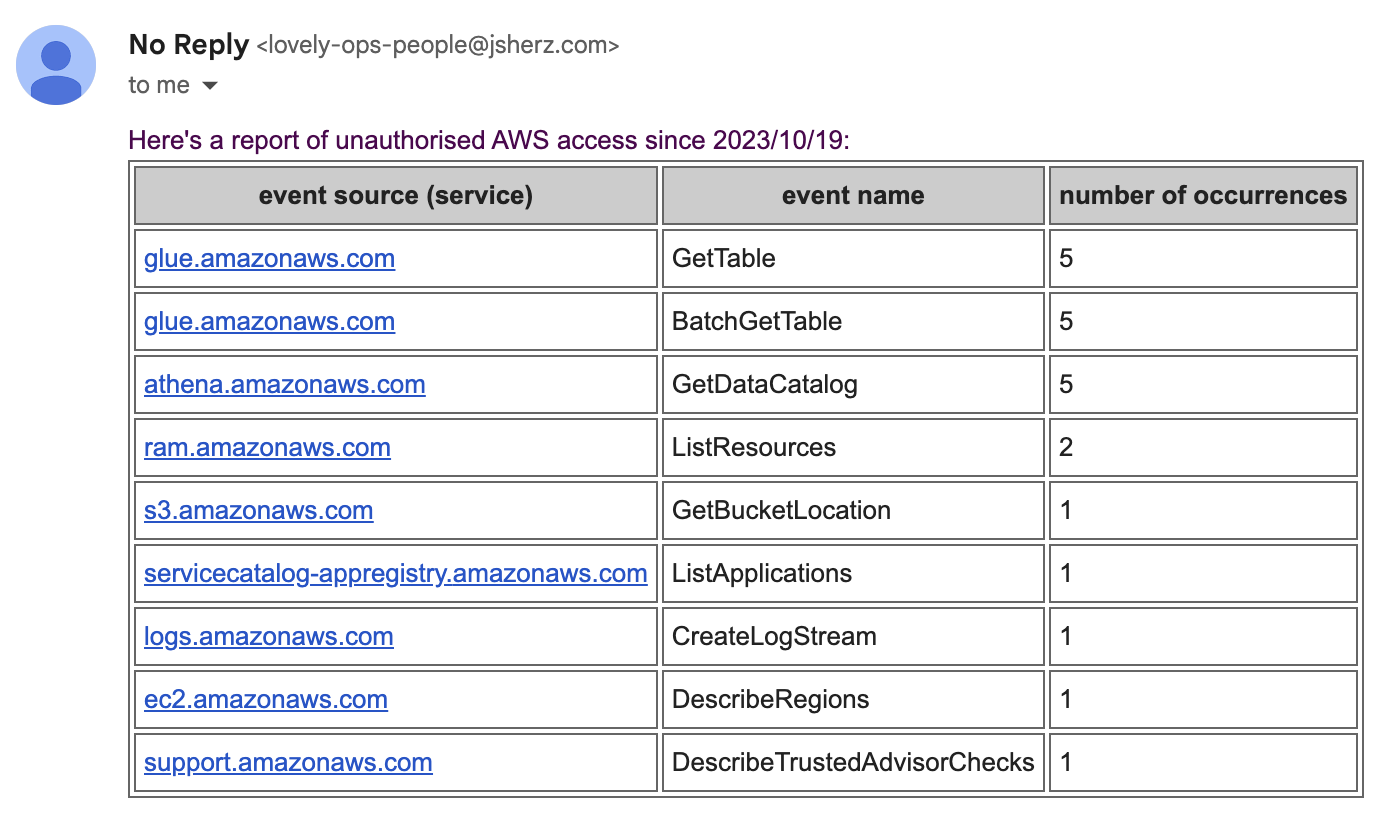 No Reply <lovely-ops-people@jsherz.com>
to me
Here's a report of unauthorised AWS access since 2023/10/19:
event source (service) event name number of occurrences
glue.amazonaws.com GetTable 5
glue.amazonaws.com BatchGetTable 5
athena.amazonaws.com GetDataCatalog 5
ram.amazonaws.com ListResources 2
s3.amazonaws.com GetBucketLocation 1
servicecatalog-appregistry.amazonaws.com ListApplications 1
logs.amazonaws.com CreateLogStream 1
ec2.amazonaws.com DescribeRegions 1
support.amazonaws.com DescribeTrustedAdvisorChecks 1